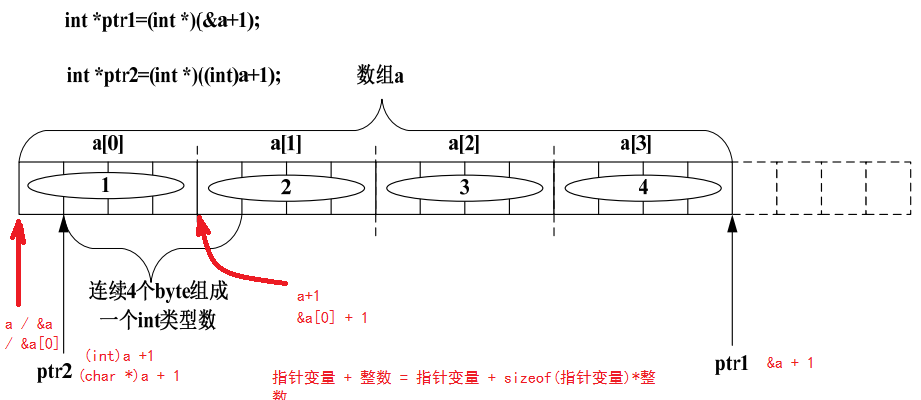 int *ptr1=(int *)(&a+1);
int *ptr2=(int *)((int)a+1);
数组a
a[0]
a[1]
a[2]
a[3]
1
2
3
4
连续4个byte组成
一个int类型数
a+1
&a[0] + 1
a / &a
/ &a[0]
ptr2
(int)a +1
(char *)a + 1
ptr1
&a + 1
指针变量 + 整数 = 指针变量 + sizeof(指针变量)*整
数